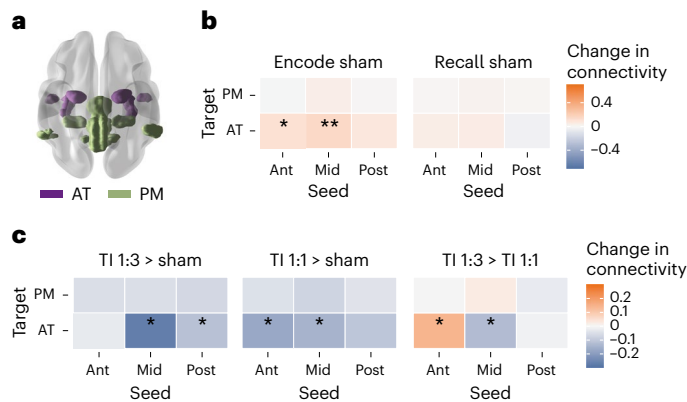 a
AT PM
b
Encode sham Recall sham
Target
PM
AT
* **
Ant Mid Post Ant Mid Post
Seed Seed
Change in
connectivity
0.4
0
−0.4
c
TI 1:3 > sham TI 1:1 > sham TI 1:3 > TI 1:1
Target
PM
AT
* * * * * *
Ant Mid Post Ant Mid Post Ant Mid Post
Seed Seed Seed
Change in
connectivity
0.2
0.1
0
−0.1
−0.2